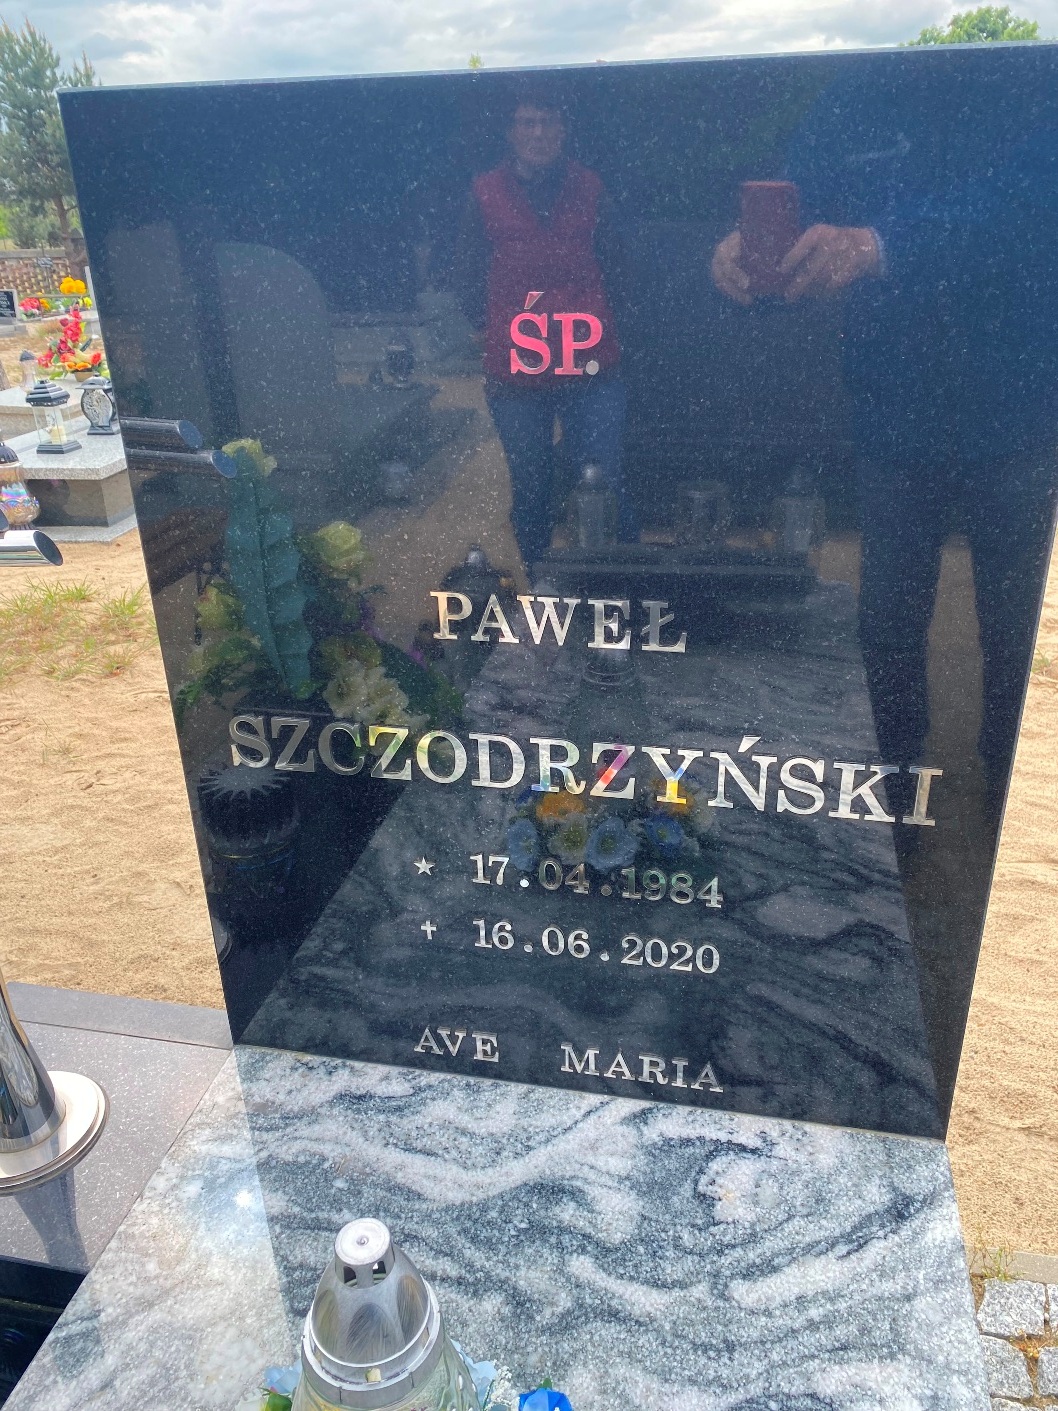 ŚP.
PAWEŁ
SZCZODRZYŃSKI
★ 17.04.1984
✝ 16.06.2020
AVE MARIA